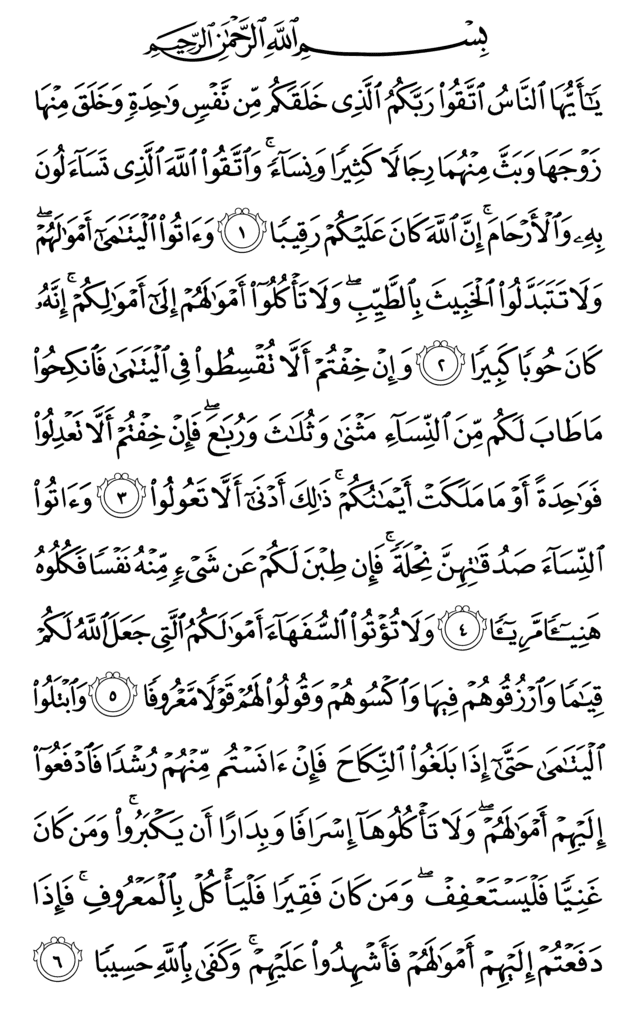 بِسْمِ ٱللَّهِ ٱلرَّحْمَٰنِ ٱلرَّحِيمِ
يَٰٓأَيُّهَا ٱلنَّاسُ ٱتَّقُوا۟ رَبَّكُمُ ٱلَّذِى خَلَقَكُم مِّن نَّفْسٍ وَٰحِدَةٍ وَخَلَقَ مِنْهَا
زَوْجَهَا وَبَثَّ مِنْهُمَا رِجَالًا كَثِيرًا وَنِسَآءً ۚ وَٱتَّقُوا۟ ٱللَّهَ ٱلَّذِى تَسَآءَلُونَ
بِهِۦ وَٱلْأَرْحَامَ ۚ إِنَّ ٱللَّهَ كَانَ عَلَيْكُمْ رَقِيبًا ١ وَءَاتُوا۟ ٱلْيَتَٰمَىٰٓ أَمْوَٰلَهُمْ ۖ
وَلَا تَتَبَدَّلُوا۟ ٱلْخَبِيثَ بِٱلطَّيِّبِ ۖ وَلَا تَأْكُلُوٓا۟ أَمْوَٰلَهُمْ إِلَىٰٓ أَمْوَٰلِكُمْ ۚ إِنَّهُۥ
كَانَ حُوبًا كَبِيرًا ٢ وَإِنْ خِفْتُمْ أَلَّا تُقْسِطُوا۟ فِى ٱلْيَتَٰمَىٰ فَٱنكِحُوا۟
مَا طَابَ لَكُم مِّنَ ٱلنِّسَآءِ مَثْنَىٰ وَثُلَٰثَ وَرُبَٰعَ ۖ فَإِنْ خِفْتُمْ أَلَّا تَعْدِلُوا۟
فَوَٰحِدَةً أَوْ مَا مَلَكَتْ أَيْمَٰنُكُمْ ۚ ذَٰلِكَ أَدْنَىٰٓ أَلَّا تَعُولُوا۟ ٣ وَءَاتُوا۟
ٱلنِّسَآءَ صَدُقَٰتِهِنَّ نِحْلَةً ۚ فَإِن طِبْنَ لَكُمْ عَن شَىْءٍ مِّنْهُ نَفْسًا فَكُلُوهُ
هَنِيٓـًٔا مَّرِيٓـًٔا ٤ وَلَا تُؤْتُوا۟ ٱلسُّفَهَآءَ أَمْوَٰلَكُمُ ٱلَّتِى جَعَلَ ٱللَّهُ لَكُمْ
قِيَٰمًا وَٱرْزُقُوهُمْ فِيهَا وَٱكْسُوهُمْ وَقُولُوا۟ لَهُمْ قَوْلًا مَّعْرُوفًا ٥ وَٱبْتَلُوا۟
ٱلْيَتَٰمَىٰ حَتَّىٰٓ إِذَا بَلَغُوا۟ ٱلنِّكَاحَ فَإِنْ ءَانَسْتُم مِّنْهُمْ رُشْدًا فَٱدْفَعُوٓا۟
إِلَيْهِمْ أَمْوَٰلَهُمْ ۖ وَلَا تَأْكُلُوهَآ إِسْرَافًا وَبِدَارًا أَن يَكْبَرُوا۟ ۚ وَمَن كَانَ
غَنِيًّا فَلْيَسْتَعْفِفْ ۖ وَمَن كَانَ فَقِيرًا فَلْيَأْكُلْ بِٱلْمَعْرُوفِ ۚ فَإِذَا
دَفَعْتُمْ إِلَيْهِمْ أَمْوَٰلَهُمْ فَأَشْهِدُوا۟ عَلَيْهِمْ ۚ وَكَفَىٰ بِٱللَّهِ حَسِيبًا ٦